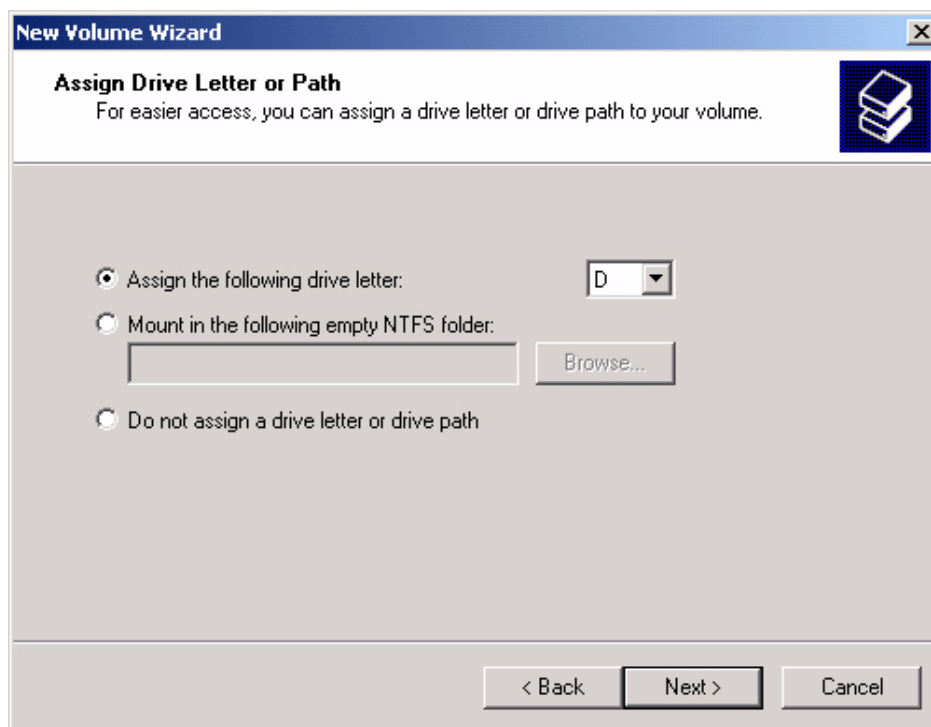 New Volume Wizard
Assign Drive Letter or Path
For easier access, you can assign a drive letter or drive path to your volume.
Assign the following drive letter: D
Mount in the following empty NTFS folder:
Browse...
Do not assign a drive letter or drive path
< Back Next > Cancel